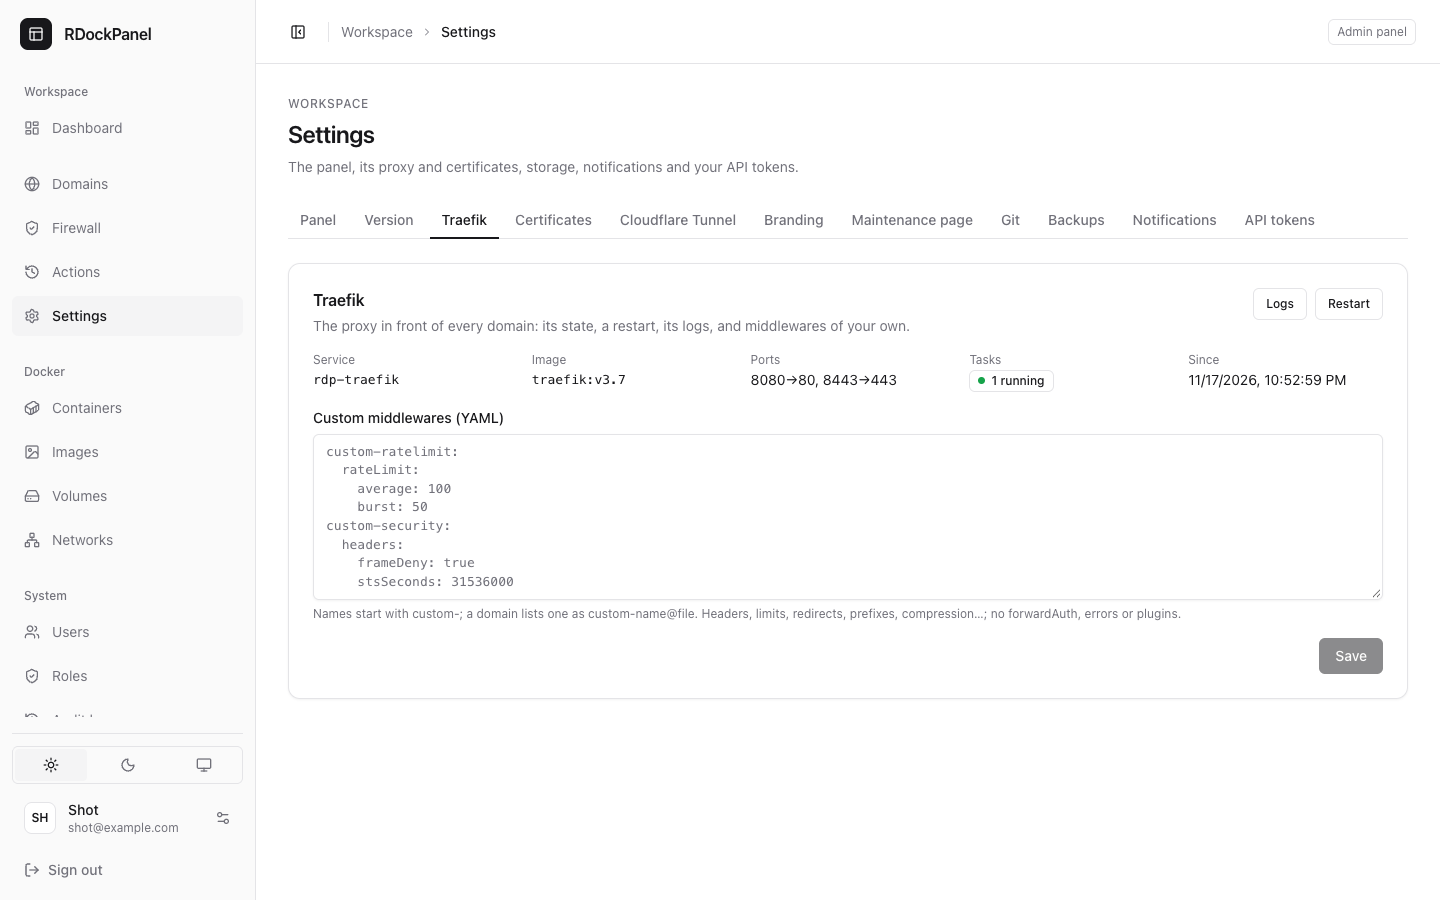 RDockPanel
Workspace
Dashboard
Domains
Firewall
Actions
Settings
Docker
Containers
Images
Volumes
Networks
System
Users
Roles
SH
Shot
shot@example.com
Sign out
Workspace > Settings
Admin panel
WORKSPACE
Settings
The panel, its proxy and certificates, storage, notifications and your API tokens.
Panel Version Traefik Certificates Cloudflare Tunnel Branding Maintenance page Git Backups Notifications API tokens
Traefik
Logs Restart
The proxy in front of every domain: its state, a restart, its logs, and middlewares of your own.
Service Image Ports Tasks Since
rdp-traefik traefik:v3.7 8080→80, 8443→443 1 running 11/17/2026, 10:52:59 PM
Custom middlewares (YAML)
custom-ratelimit:
rateLimit:
average: 100
burst: 50
custom-security:
headers:
frameDeny: true
stsSeconds: 31536000
Names start with custom-; a domain lists one as custom-name@file. Headers, limits, redirects, prefixes, compression…; no forwardAuth, errors or plugins.
Save